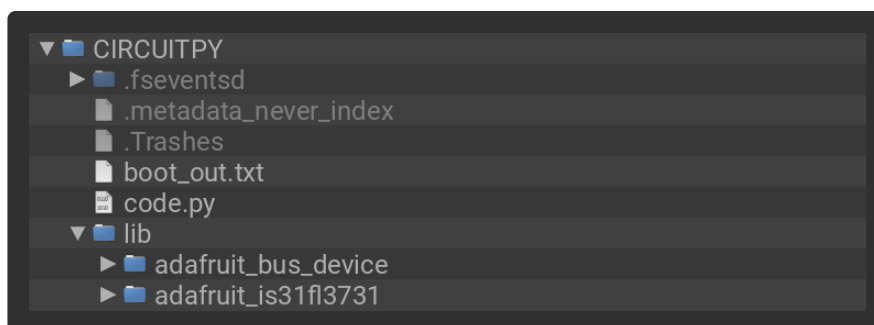 CIRCUITPY
.fseventsd
.metadata_never_index
.Trashes
boot_out.txt
code.py
lib
adafruit_bus_device
adafruit_is31fl3731